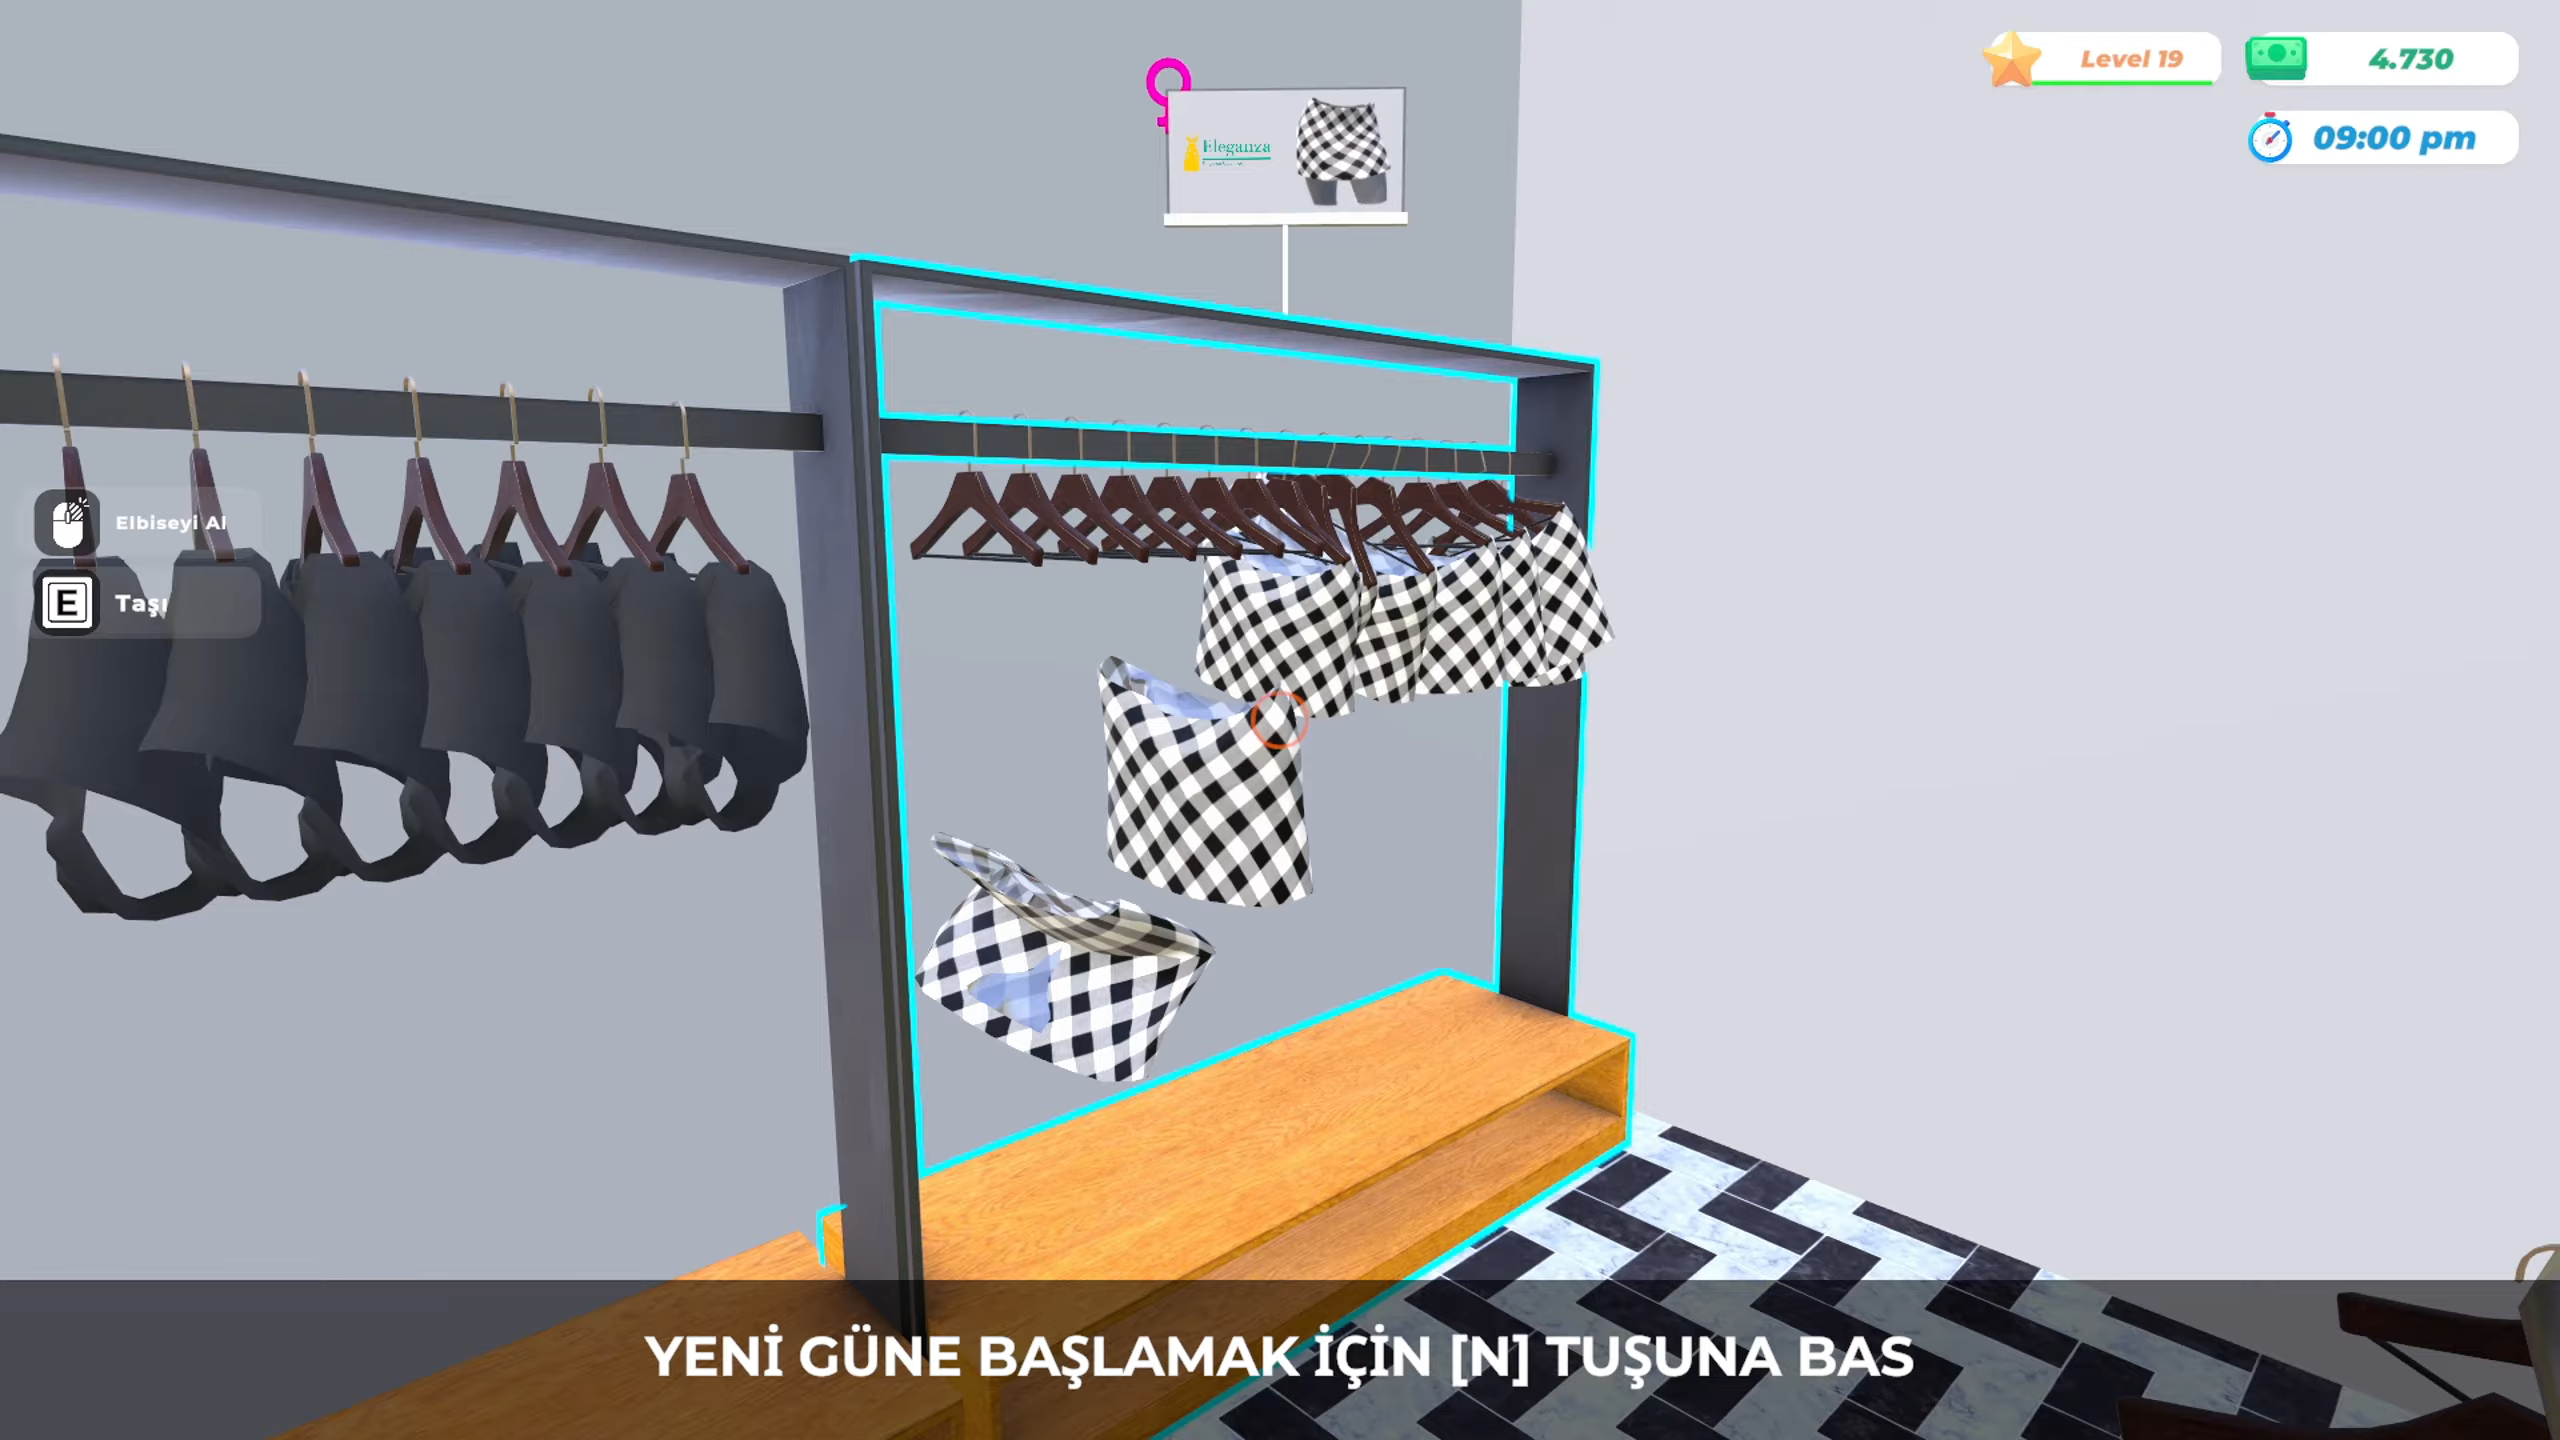 Level 19
4.730
09:00 pm
Eleganza
Elbiseyi Al
E
Taşı
YENİ GÜNE BAŞLAMAK İÇİN [N] TUŞUNA BAS